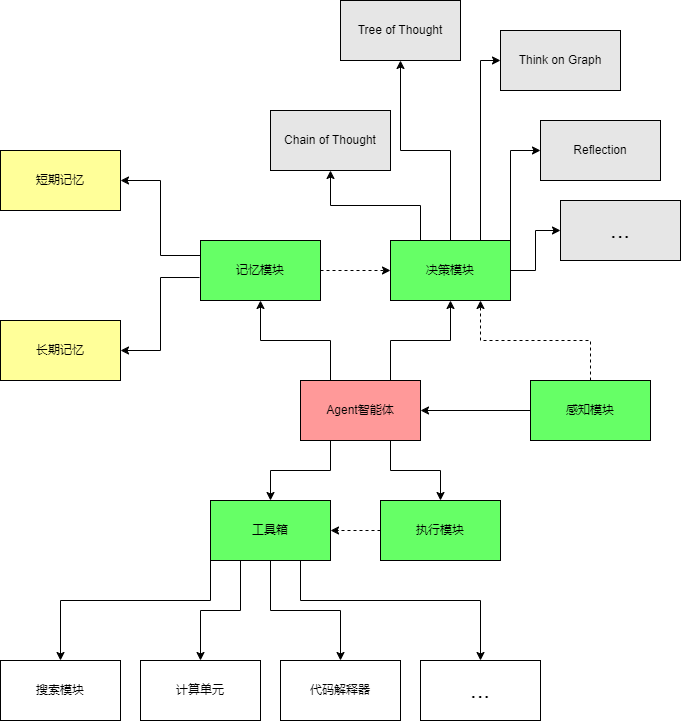 Tree of Thought
Think on Graph
Chain of Thought
Reflection
短期记忆
...
记忆模块
决策模块
长期记忆
Agent智能体
感知模块
工具箱
执行模块
搜索模块
计算单元
代码解释器
...